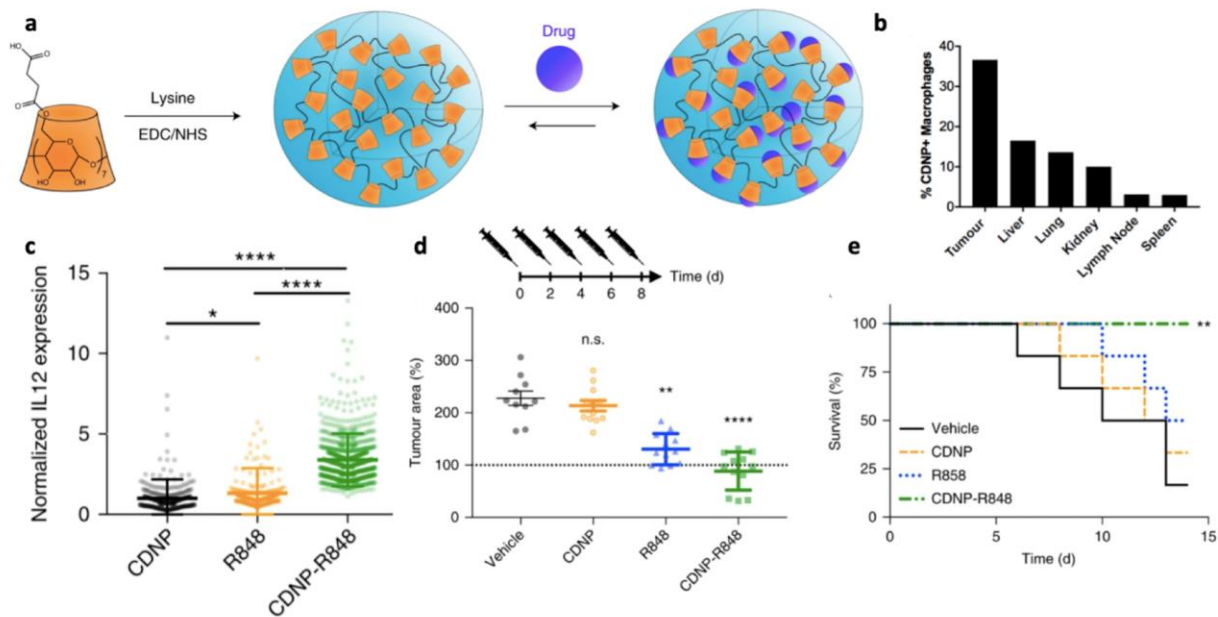 a
HO
O
O
O
O
O
HO
OH
7
Lysine
EDC/NHS
Drug
b
% CDNP+ Macrophages
40
30
20
10
0
Tumour
Liver
Lung
Kidney
Lymph Node
Spleen
c
Normalized IL12 expression
15
10
5
0
****
****
*
CDNP
R848
CDNP-R848
d
0 2 4 6 8
Time (d)
Tumour area (%)
400
300
200
100
0
n.s.
**
****
Vehicle
CDNP
R848
CDNP-R848
e
Survival (%)
100
75
50
25
0
**
Vehicle
CDNP
R858
CDNP-R848
0 5 10 15
Time (d)